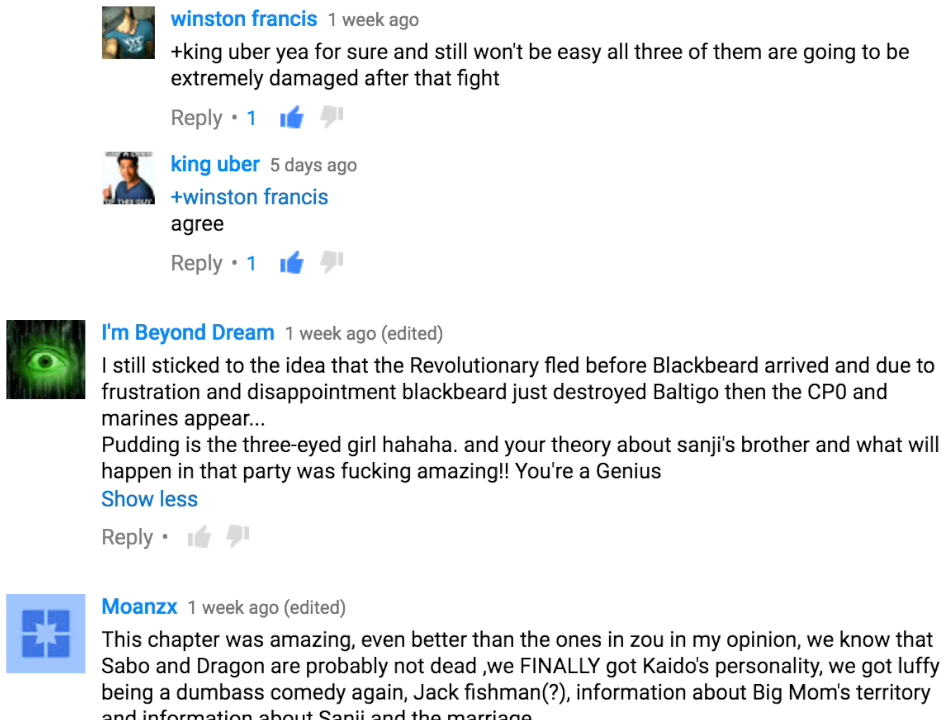 winston francis 1 week ago
+king uber yea for sure and still won't be easy all three of them are going to be
extremely damaged after that fight
Reply • 1
king uber 5 days ago
+winston francis
agree
Reply • 1
I'm Beyond Dream 1 week ago (edited)
I still sticked to the idea that the Revolutionary fled before Blackbeard arrived and due to
frustration and disappointment blackbeard just destroyed Baltigo then the CP0 and
marines appear...
Pudding is the three-eyed girl hahaha. and your theory about sanji's brother and what will
happen in that party was fucking amazing!! You're a Genius
Show less
Reply •
Moanzx 1 week ago (edited)
This chapter was amazing, even better than the ones in zou in my opinion, we know that
Sabo and Dragon are probably not dead ,we FINALLY got Kaido's personality, we got luffy
being a dumbass comedy again, Jack fishman(?), information about Big Mom's territory
and information about Sanji and the marriage